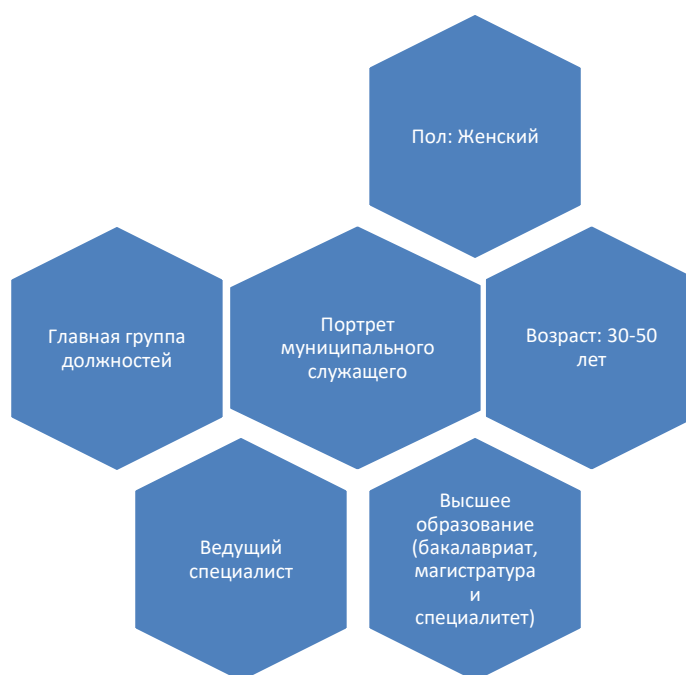 Пол: Женский
Главная группа
должностей
Портрет
муниципального
служащего
Возраст: 30-50
лет
Ведущий
специалист
Высшее
образование
(бакалавриат,
магистратура
и
специалитет)